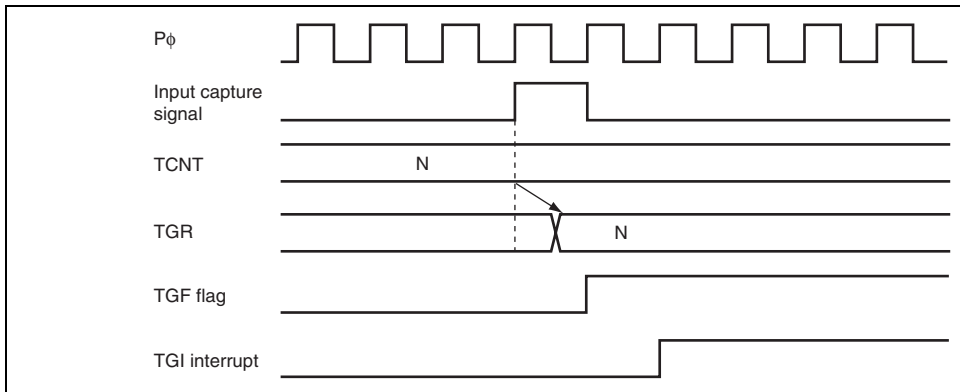 Pϕ
Input capture
signal
TCNT
N
TGR
N
TGF flag
TGI interrupt